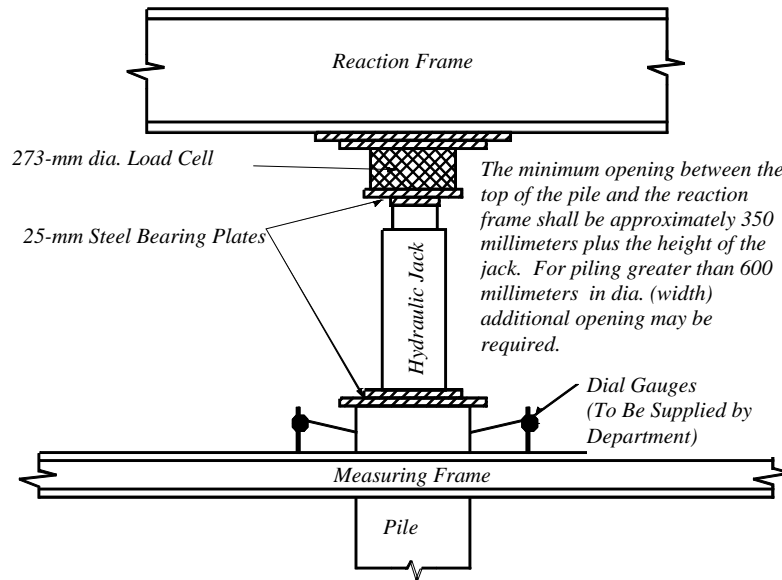 Reaction Frame
273-mm dia. Load Cell
The minimum opening between the
top of the pile and the reaction
frame shall be approximately 350
millimeters plus the height of the
jack. For piling greater than 600
millimeters in dia. (width)
additional opening may be
required.
25-mm Steel Bearing Plates
Hydraulic Jack
Dial Gauges
(To Be Supplied by
Department)
Measuring Frame
Pile